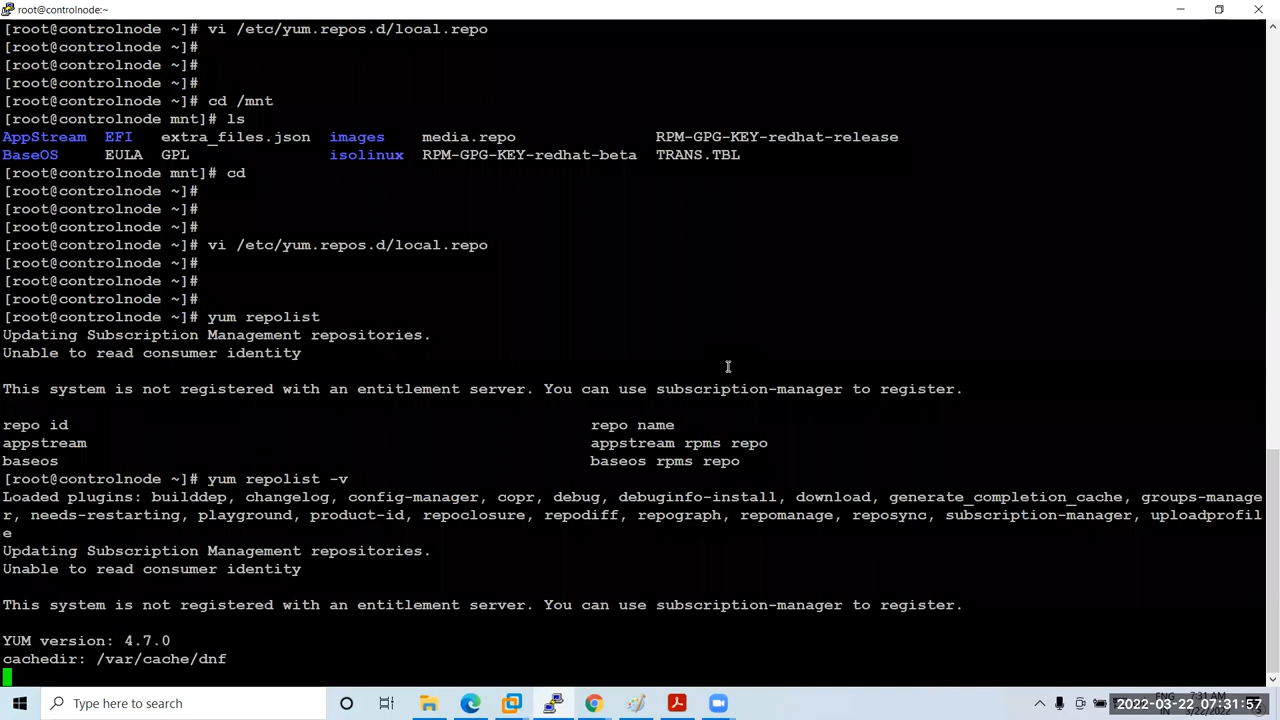 root@controlnode:~
[root@controlnode ~]# vi /etc/yum.repos.d/local.repo
[root@controlnode ~]#
[root@controlnode ~]#
[root@controlnode ~]#
[root@controlnode ~]# cd /mnt
[root@controlnode mnt]# ls
AppStream EFI extra_files.json images media.repo RPM-GPG-KEY-redhat-release
BaseOS EULA GPL isolinux RPM-GPG-KEY-redhat-beta TRANS.TBL
[root@controlnode mnt]# cd
[root@controlnode ~]#
[root@controlnode ~]#
[root@controlnode ~]#
[root@controlnode ~]# vi /etc/yum.repos.d/local.repo
[root@controlnode ~]#
[root@controlnode ~]#
[root@controlnode ~]#
[root@controlnode ~]# yum repolist
Updating Subscription Management repositories.
Unable to read consumer identity
This system is not registered with an entitlement server. You can use subscription-manager to register.
repo id repo name
appstream appstream rpms repo
baseos baseos rpms repo
[root@controlnode ~]# yum repolist -v
Loaded plugins: builddep, changelog, config-manager, copr, debug, debuginfo-install, download, generate_completion_cache, groups-manage
r, needs-restarting, playground, product-id, repoclosure, repodiff, repograph, repomanage, reposync, subscription-manager, uploadprofil
e
Updating Subscription Management repositories.
Unable to read consumer identity
This system is not registered with an entitlement server. You can use subscription-manager to register.
YUM version: 4.7.0
cachedir: /var/cache/dnf
Type here to search
ENG 7:31 AM
2022-03-22 07:31:57